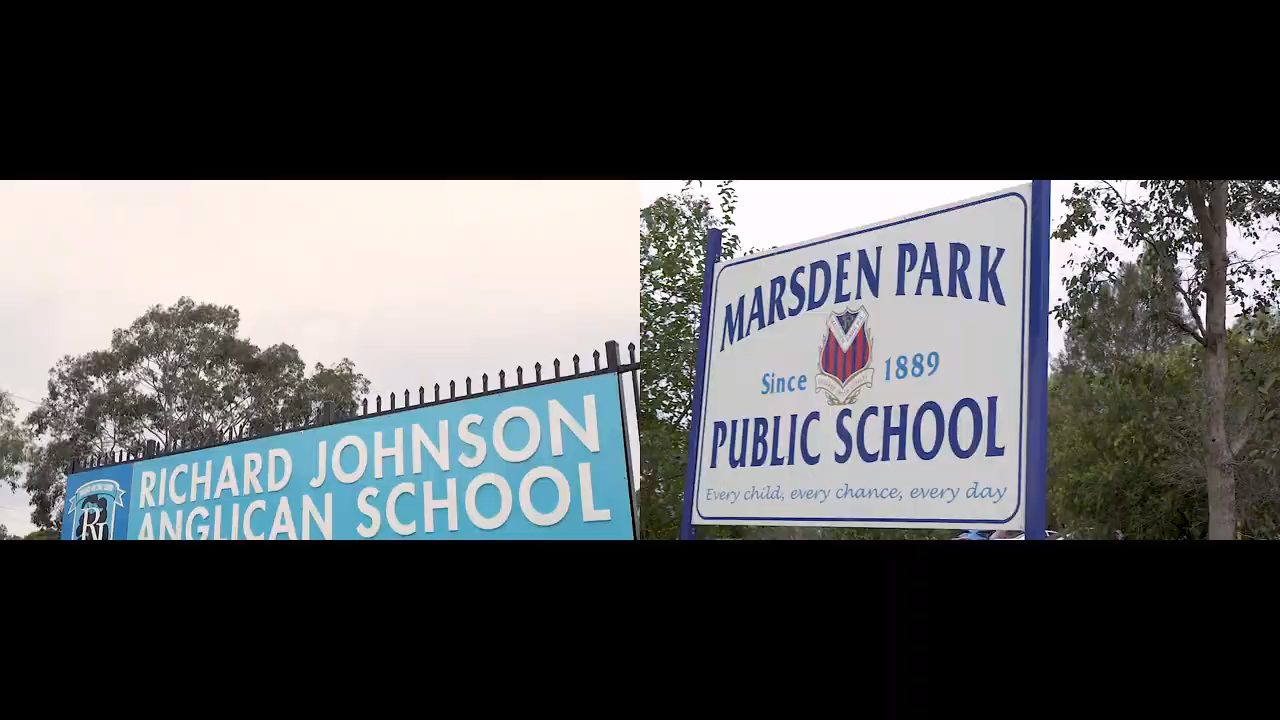 RICHARD JOHNSON
ANGLICAN SCHOOL
MARSDEN PARK
Since 1889
PUBLIC SCHOOL
Every child, every chance, every day